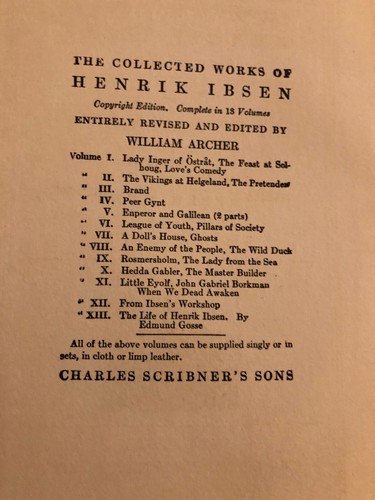 THE COLLECTED WORKS OF
HENRIK IBSEN
Copyright Edition. Complete in 13 Volumes
ENTIRELY REVISED AND EDITED BY
WILLIAM ARCHER
Volume I. Lady Inger of Östråt, The Feast at Sol-
houg, Love's Comedy
" II. The Vikings at Helgeland, The Pretenders
" III. Brand
" IV. Peer Gynt
" V. Emperor and Galilean (2 parts)
" VI. League of Youth, Pillars of Society
" VII. A Doll's House, Ghosts
" VIII. An Enemy of the People, The Wild Duck
" IX. Rosmersholm, The Lady from the Sea
" X. Hedda Gabler, The Master Builder
" XI. Little Eyolf, John Gabriel Borkman
When We Dead Awaken
" XII. From Ibsen's Workshop
" XIII. The Life of Henrik Ibsen. By
Edmund Gosse
All of the above volumes can be supplied singly or in
sets, in cloth or limp leather.
CHARLES SCRIBNER'S SONS